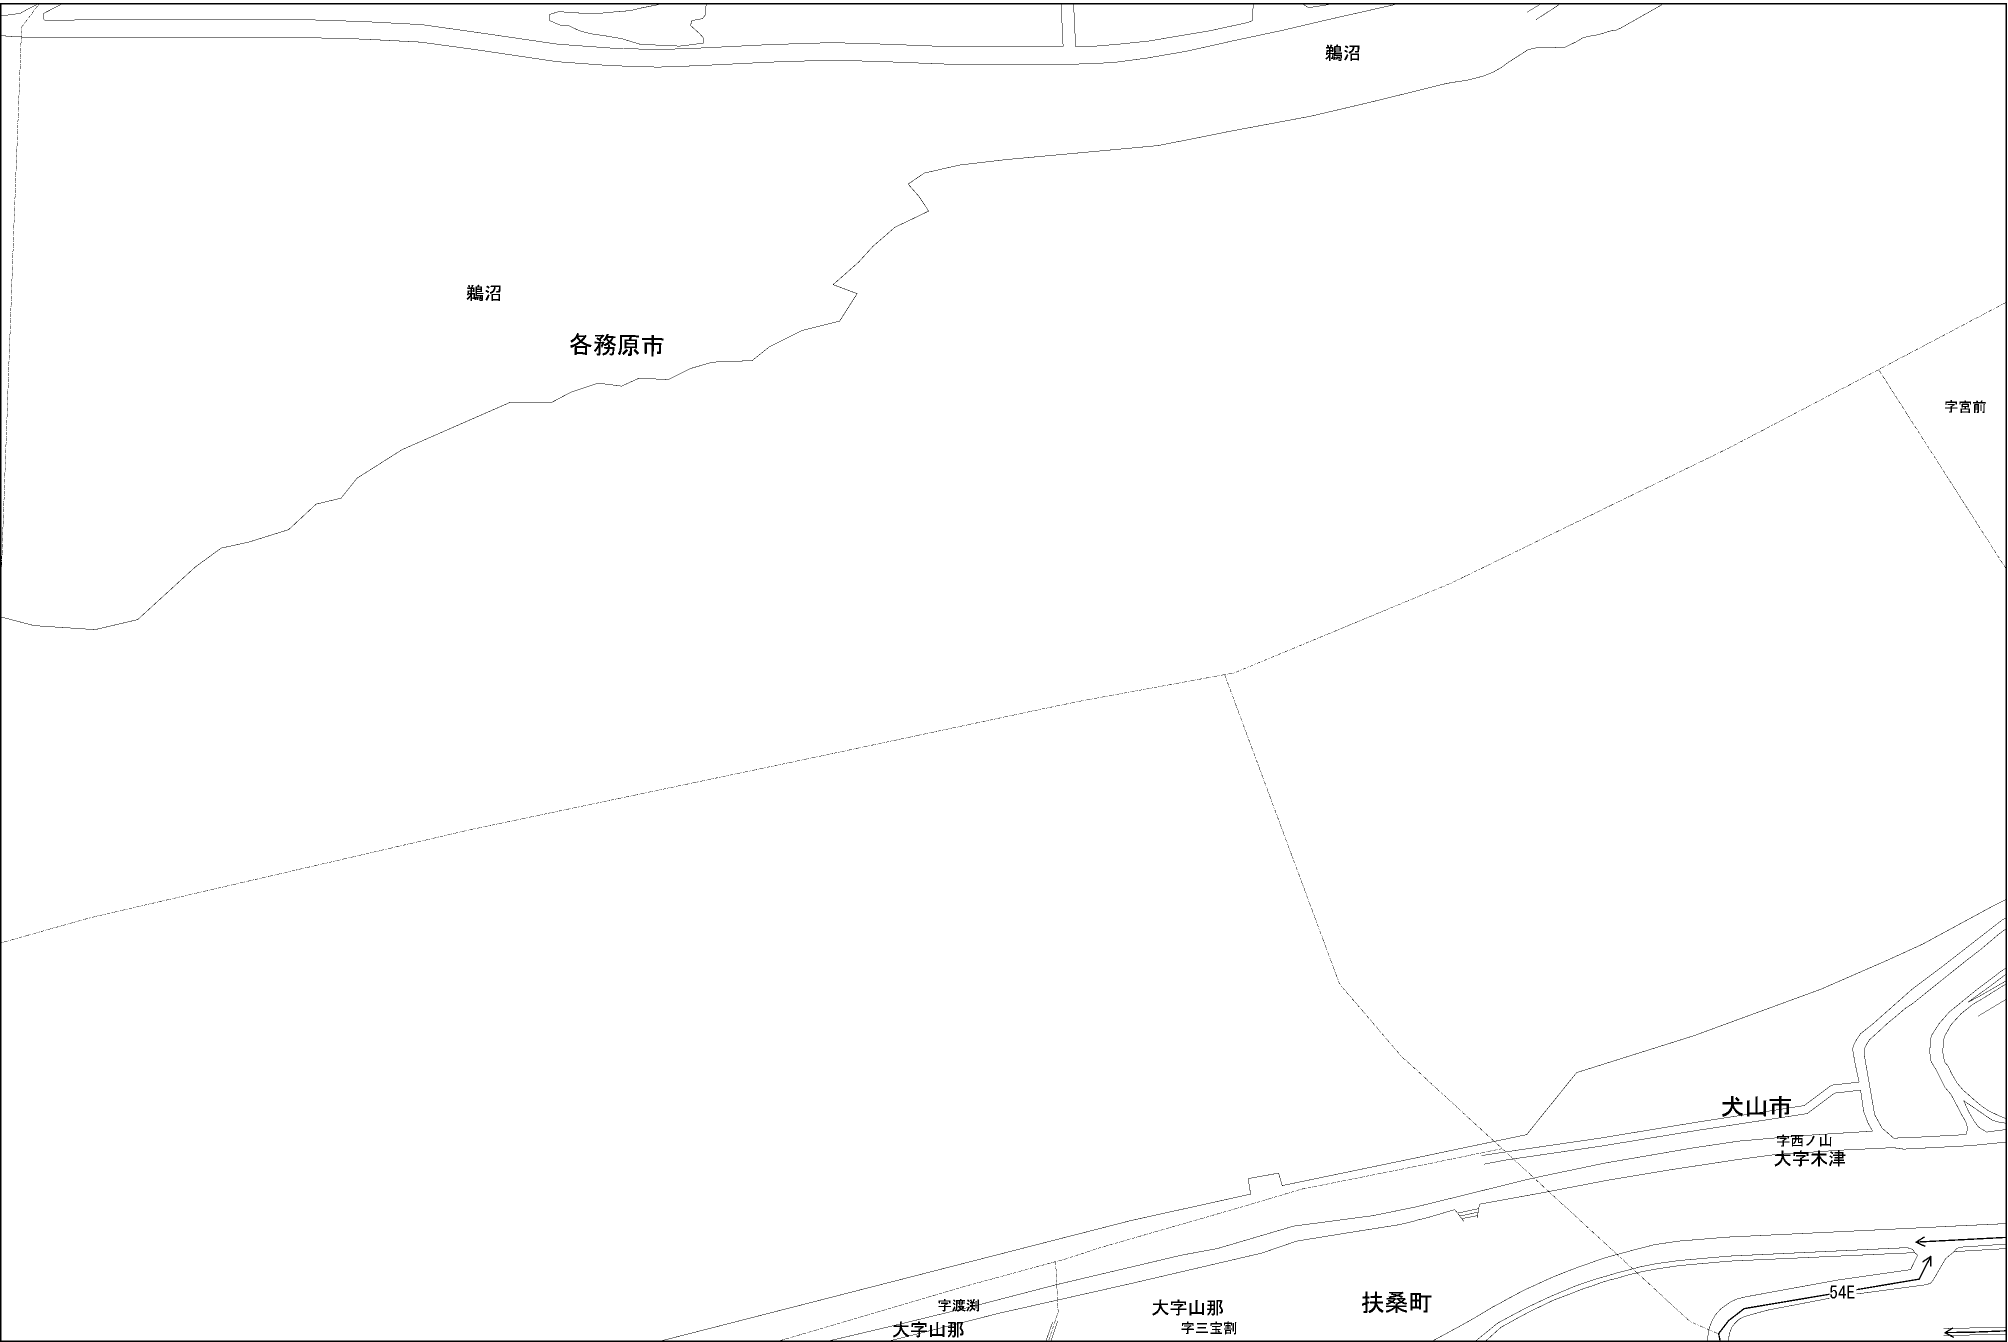 鵜沼
鵜沼
各務原市
字宮前
犬山市
字西ノ山
大字木津
54E
扶桑町
字渡渕
大字山那
大字山那
字三宝割